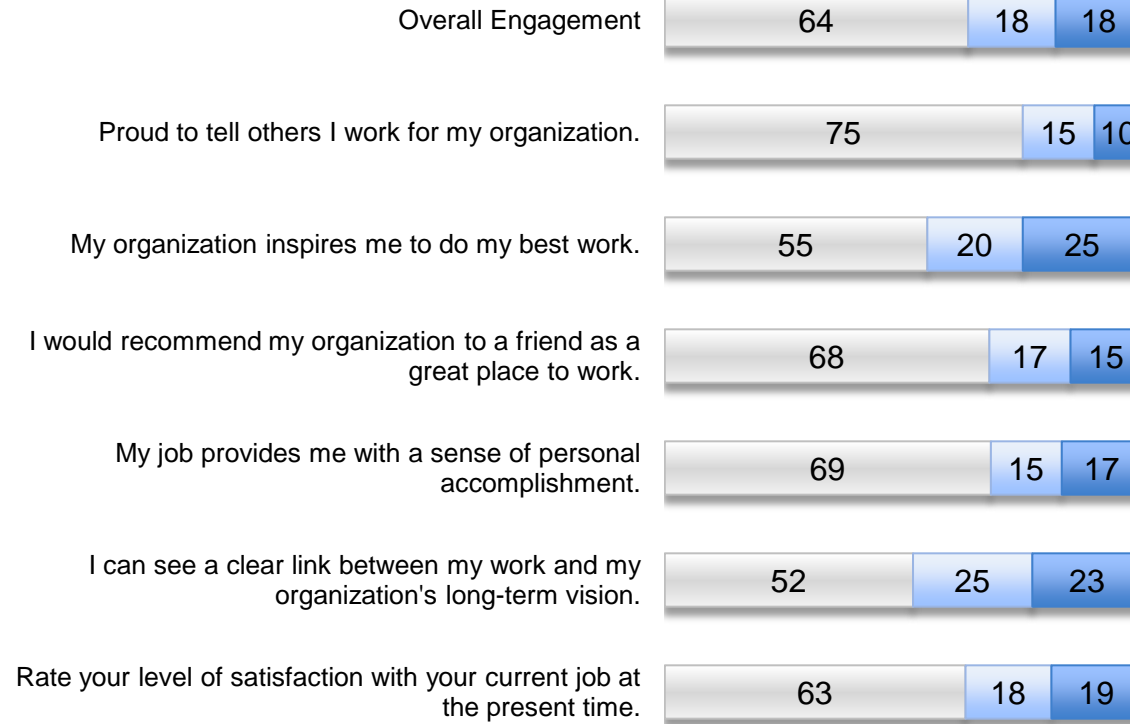 Overall Engagement 64 18 18
Proud to tell others I work for my organization. 75 15 10
My organization inspires me to do my best work. 55 20 25
I would recommend my organization to a friend as a
great place to work. 68 17 15
My job provides me with a sense of personal
accomplishment. 69 15 17
I can see a clear link between my work and my
organization's long-term vision. 52 25 23
Rate your level of satisfaction with your current job at
the present time. 63 18 19